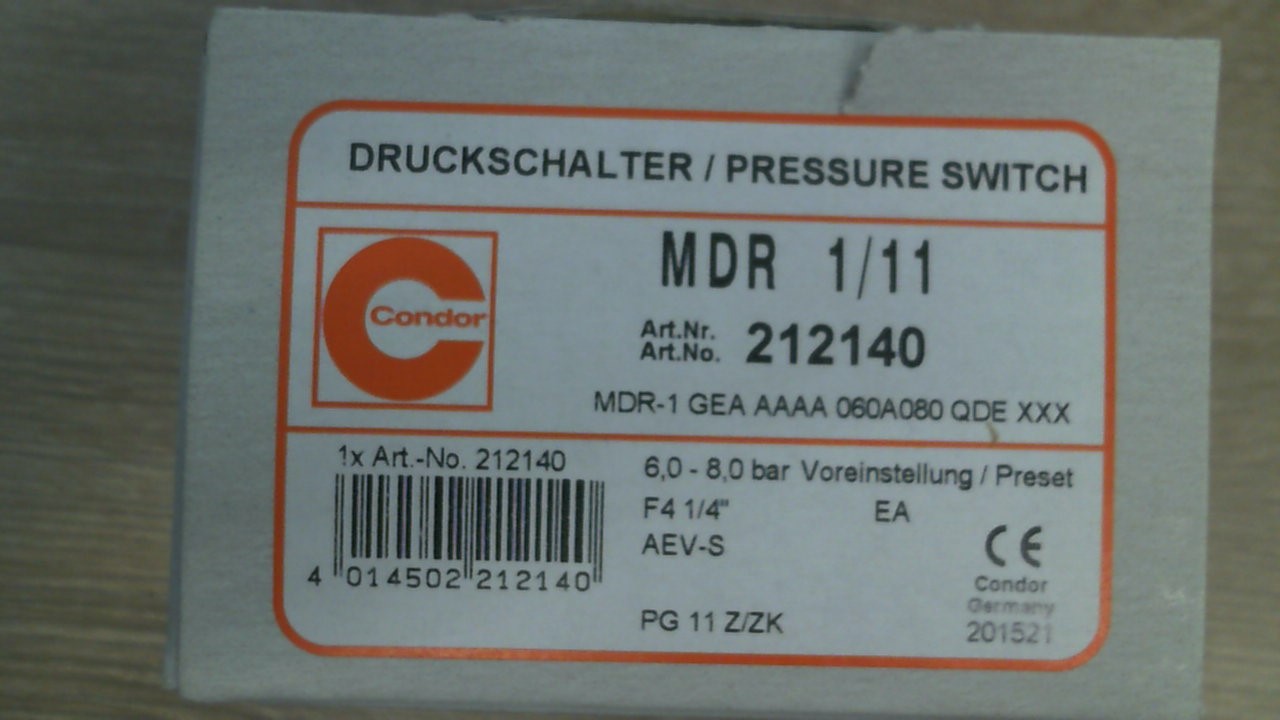 DRUCKSCHALTER / PRESSURE SWITCH
Condor
MDR 1/11
Art.Nr.
Art.No. 212140
MDR-1 GEA AAAA 060A080 QDE XXX
1x Art.-No. 212140
4 014502 212140
6,0 - 8,0 bar Voreinstellung / Preset
F4 1/4" EA
AEV-S
PG 11 Z/ZK
CE
Condor
Germany
201521